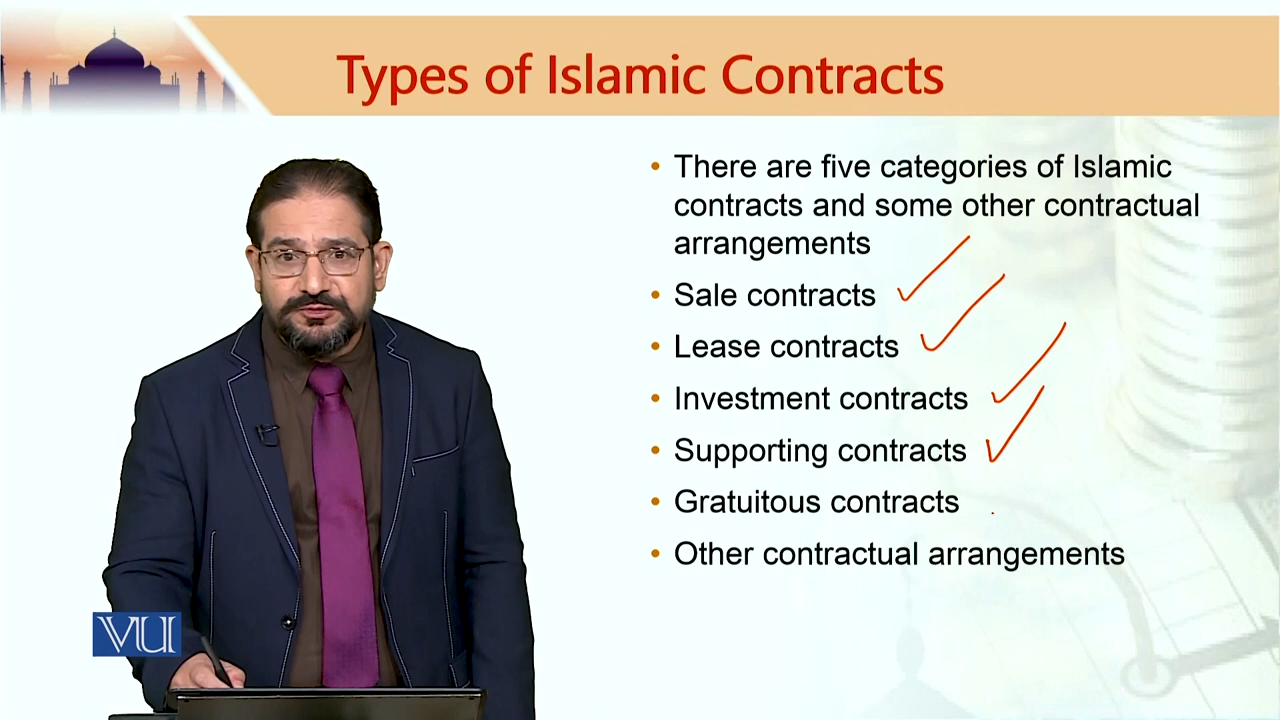 Types of Islamic Contracts
• There are five categories of Islamic
contracts and some other contractual
arrangements
• Sale contracts
• Lease contracts
• Investment contracts
• Supporting contracts
• Gratuitous contracts
• Other contractual arrangements
VU